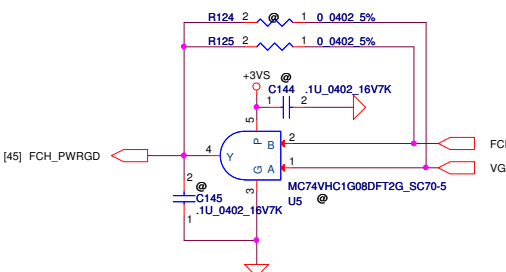 R124 2 @ 1 0_0402_5%
R125 2 1 0_0402_5%
+3VS @
C144 .1U_0402_16V7K
1 2
5
P
2
B
FC
[45] FCH_PWRGD
4
Y
1
A
VG
G
3
MC74VHC1G08DFT2G_SC70-5
U5 @
2
@
C145
.1U_0402_16V7K
1